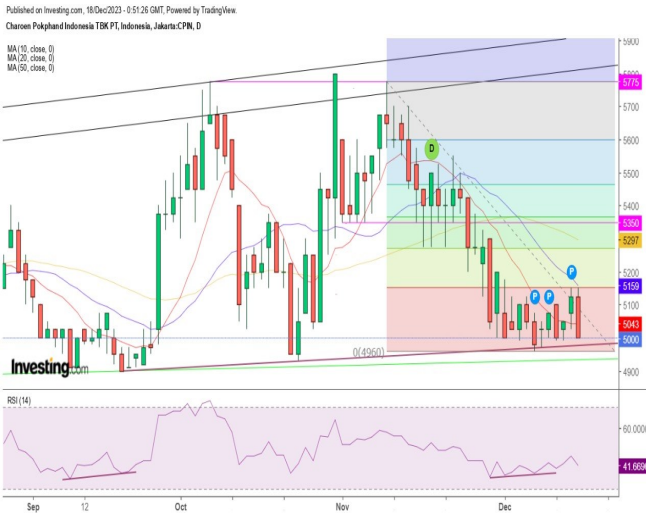 Published on Investing.com, 18/Dec/2023 - 0:51:26 GMT, Powered by TradingView.
Charoen Pokphand Indonesia TBK PT, Indonesia, Jakarta:CPIN, D
MA (10, close, 0)
MA (20, close, 0)
MA (50, close, 0)
5900
5800
5775
5700
5600
5500
5400
5350
5297
5200
5159
5100
5043
5000
4900
D
P
P
P
0(4960)
Investing.com
RSI (14)
60.0000
41.6690
Sep
12
Oct
Nov
Dec